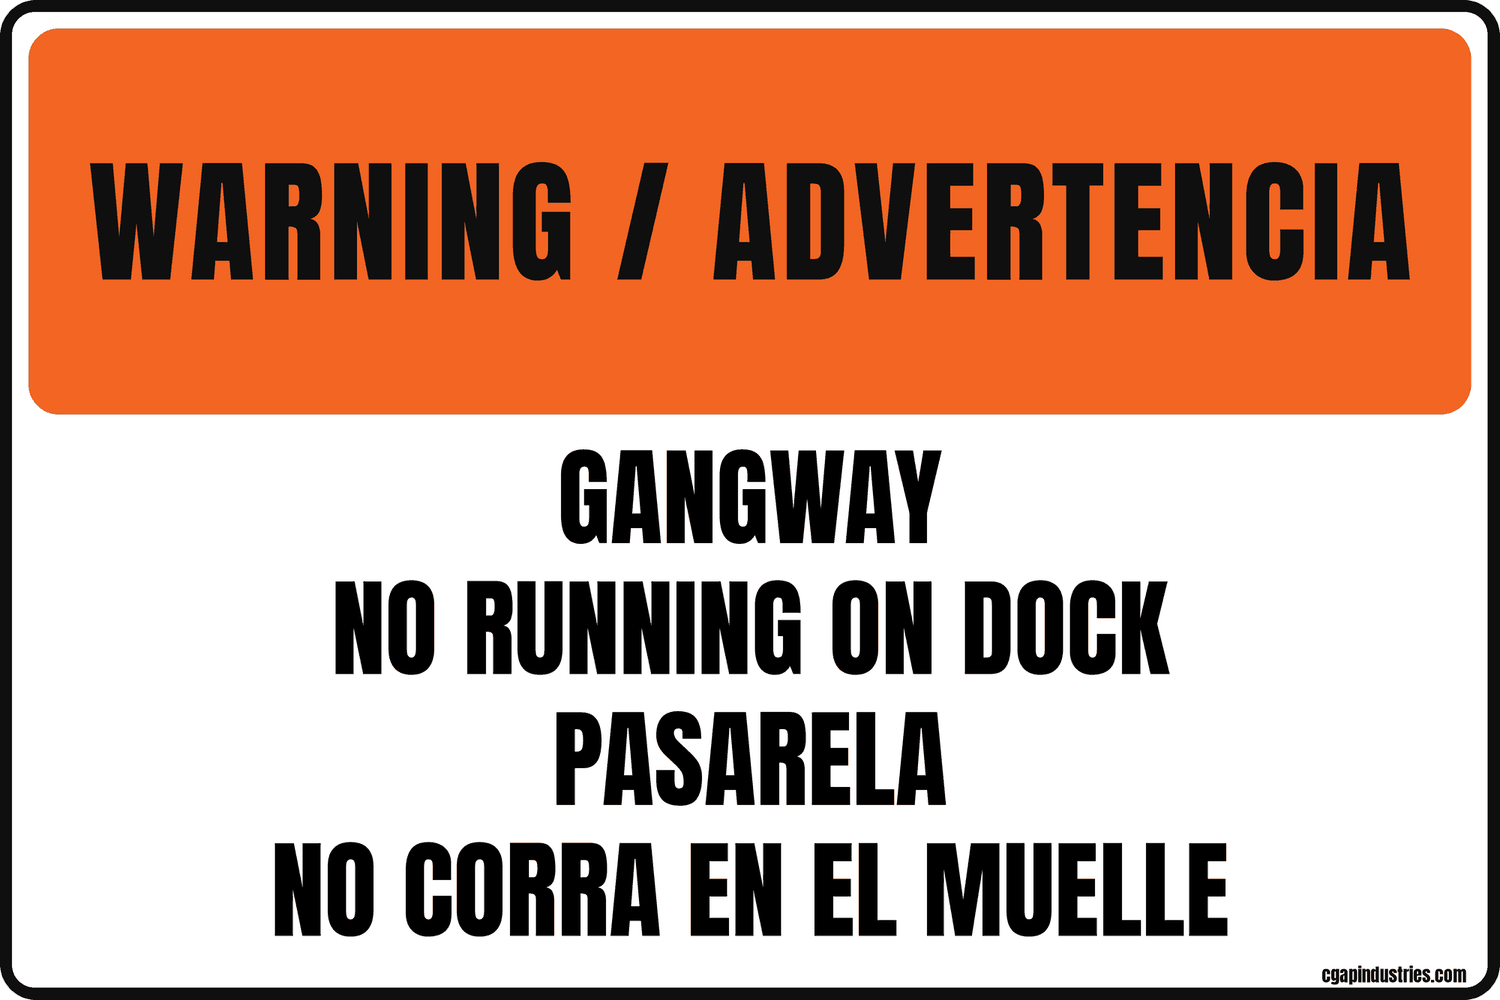 WARNING / ADVERTENCIA
GANGWAY
NO RUNNING ON DOCK
PASARELA
NO CORRA EN EL MUELLE
cgapindustries.com